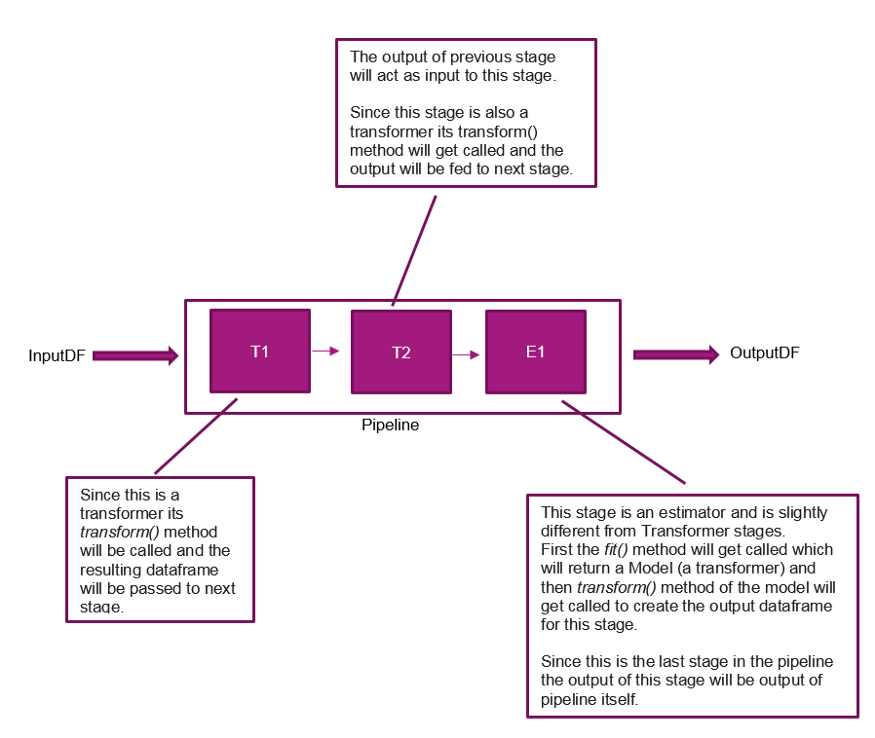 The output of previous stage
will act as input to this stage.
Since this stage is also a
transformer its transform()
method will get called and the
output will be fed to next stage.
InputDF
T1
T2
E1
OutputDF
Pipeline
Since this is a
transformer its
transform() method
will be called and the
resulting dataframe
will be passed to next
stage.
This stage is an estimator and is slightly
different from Transformer stages.
First the fit() method will get called which
will return a Model (a transformer) and
then transform() method of the model will
get called to create the output dataframe
for this stage.
Since this is the last stage in the pipeline
the output of this stage will be output of
pipeline itself.